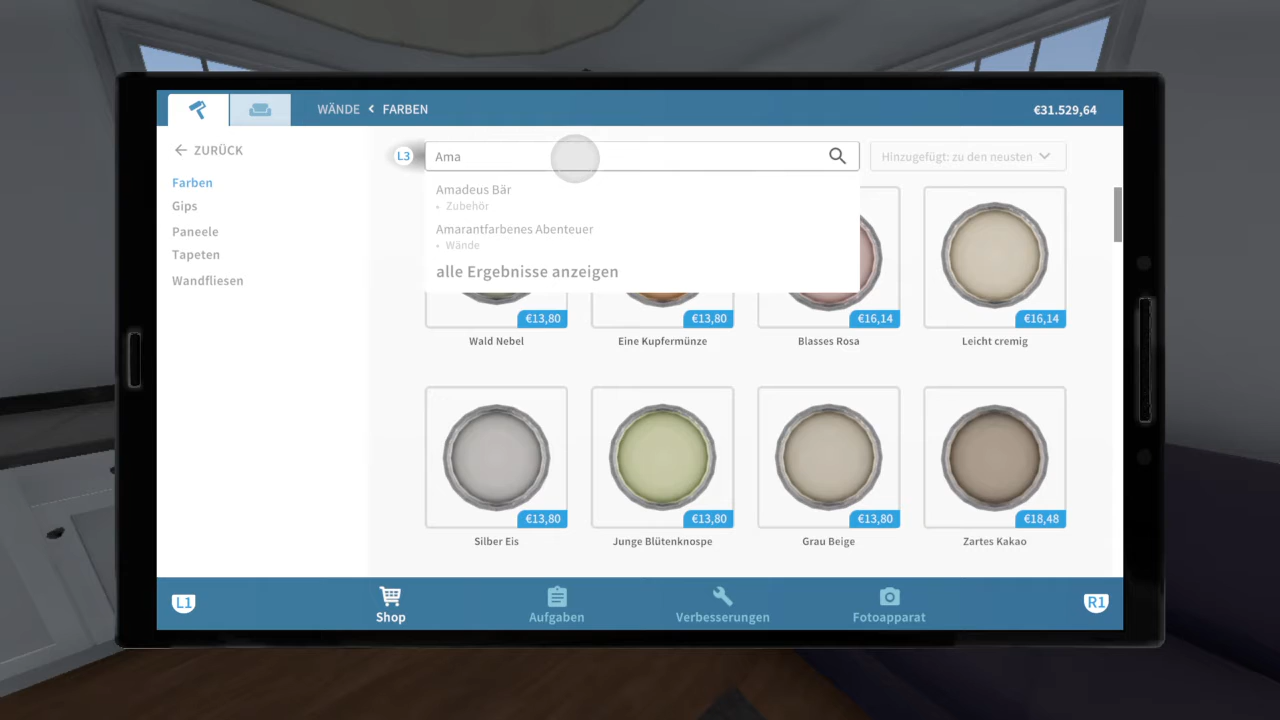 WÄNDE < FARBEN
€31.529,64
ZURÜCK
L3
Ama
Hinzugefügt: zu den neusten
Farben
Gips
Paneele
Tapeten
Wandfliesen
Amadeus Bär
• Zubehör
Amarantfarbenes Abenteuer
• Wände
alle Ergebnisse anzeigen
€13,80
€13,80
€16,14
€16,14
Wald Nebel
Eine Kupfermünze
Blasses Rosa
Leicht cremig
€13,80
€13,80
€13,80
€18,48
Silber Eis
Junge Blütenknospe
Grau Beige
Zartes Kakao
L1
Shop
Aufgaben
Verbesserungen
Fotoapparat
R1